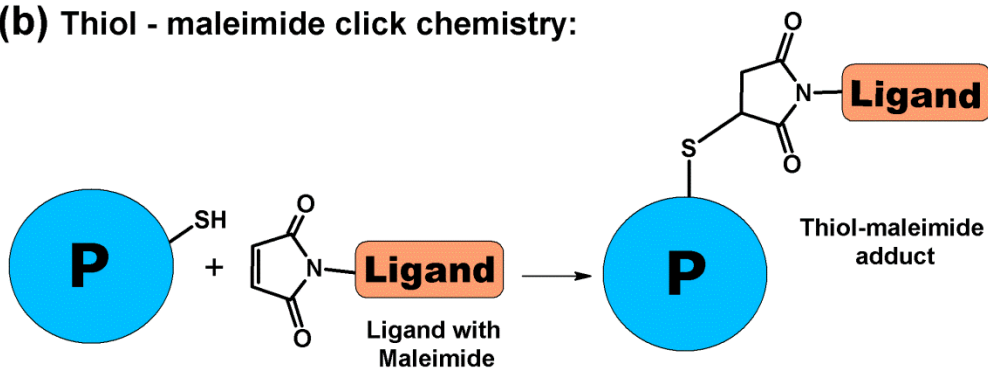 (b) Thiol - maleimide click chemistry:
O
N
Ligand
O
S
SH
P
+
O
N
Ligand
O
Ligand with
Maleimide
P
Thiol-maleimide
adduct